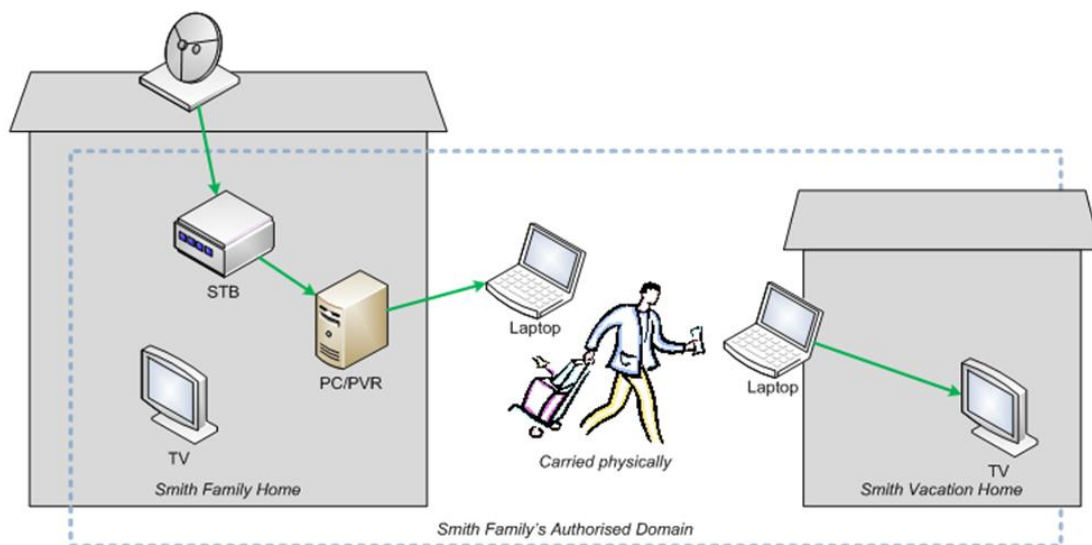 STB
PC/PVR
TV
Smith Family Home
Laptop
Carried physically
Laptop
TV
Smith Vacation Home
Smith Family's Authorised Domain